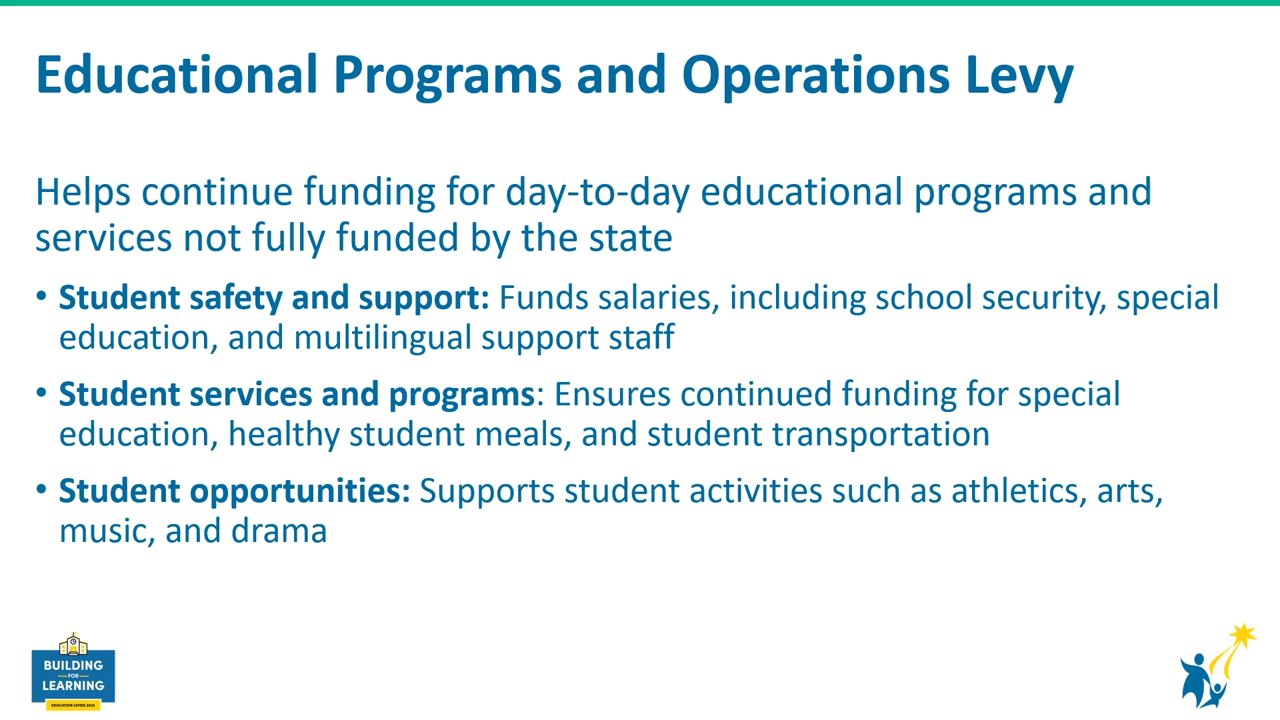 Educational Programs and Operations Levy
Helps continue funding for day-to-day educational programs and
services not fully funded by the state
• Student safety and support: Funds salaries, including school security, special
education, and multilingual support staff
• Student services and programs: Ensures continued funding for special
education, healthy student meals, and student transportation
• Student opportunities: Supports student activities such as athletics, arts,
music, and drama
BUILDING
FOR
LEARNING
EDUCATION LEVIES 2025